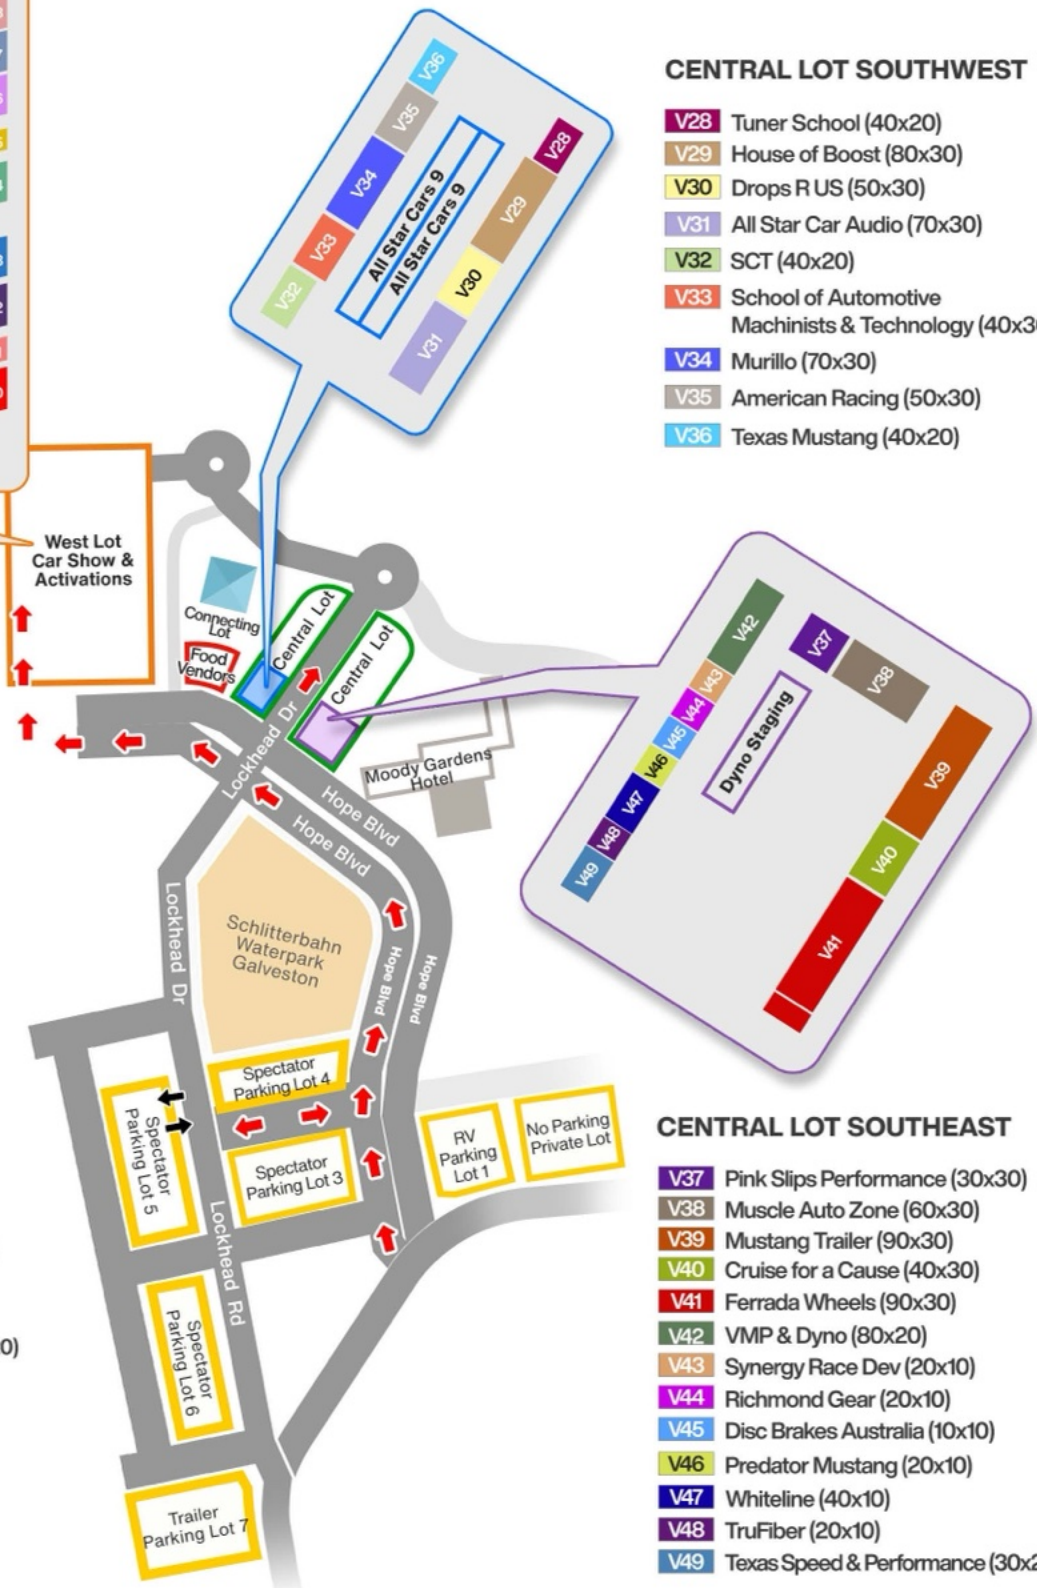 V36
V35
V34
V33
V32
All Star Cars 9
All Star Cars 9
V28
V29
V30
V31
CENTRAL LOT SOUTHWEST
V28 Tuner School (40x20)
V29 House of Boost (80x30)
V30 Drops R US (50x30)
V31 All Star Car Audio (70x30)
V32 SCT (40x20)
V33 School of Automotive
Machinists & Technology (40x3
V34 Murillo (70x30)
V35 American Racing (50x30)
V36 Texas Mustang (40x20)
West Lot
Car Show &
Activations
Connecting
Lot
Food
Vendors
Central Lot
Central Lot
Lockhead Dr
Moody Gardens
Hotel
Hope Blvd
Hope Blvd
Schlitterbahn
Waterpark
Galveston
Lockhead Dr
Hope Blvd
Hope Blvd
V42
V43
V44
V45
V46
V47
V48
V49
Dyno Staging
V37
V38
V39
V40
V41
Spectator
Parking Lot 4
Spectator
Parking Lot 5
Spectator
Parking Lot 3
RV
Parking
Lot 1
No Parking
Private Lot
Lockhead Rd
Spectator
Parking Lot 6
Trailer
Parking Lot 7
0)
CENTRAL LOT SOUTHEAST
V37 Pink Slips Performance (30x30)
V38 Muscle Auto Zone (60x30)
V39 Mustang Trailer (90x30)
V40 Cruise for a Cause (40x30)
V41 Ferrada Wheels (90x30)
V42 VMP & Dyno (80x20)
V43 Synergy Race Dev (20x10)
V44 Richmond Gear (20x10)
V45 Disc Brakes Australia (10x10)
V46 Predator Mustang (20x10)
V47 Whiteline (40x10)
V48 TruFiber (20x10)
V49 Texas Speed & Performance (30x2